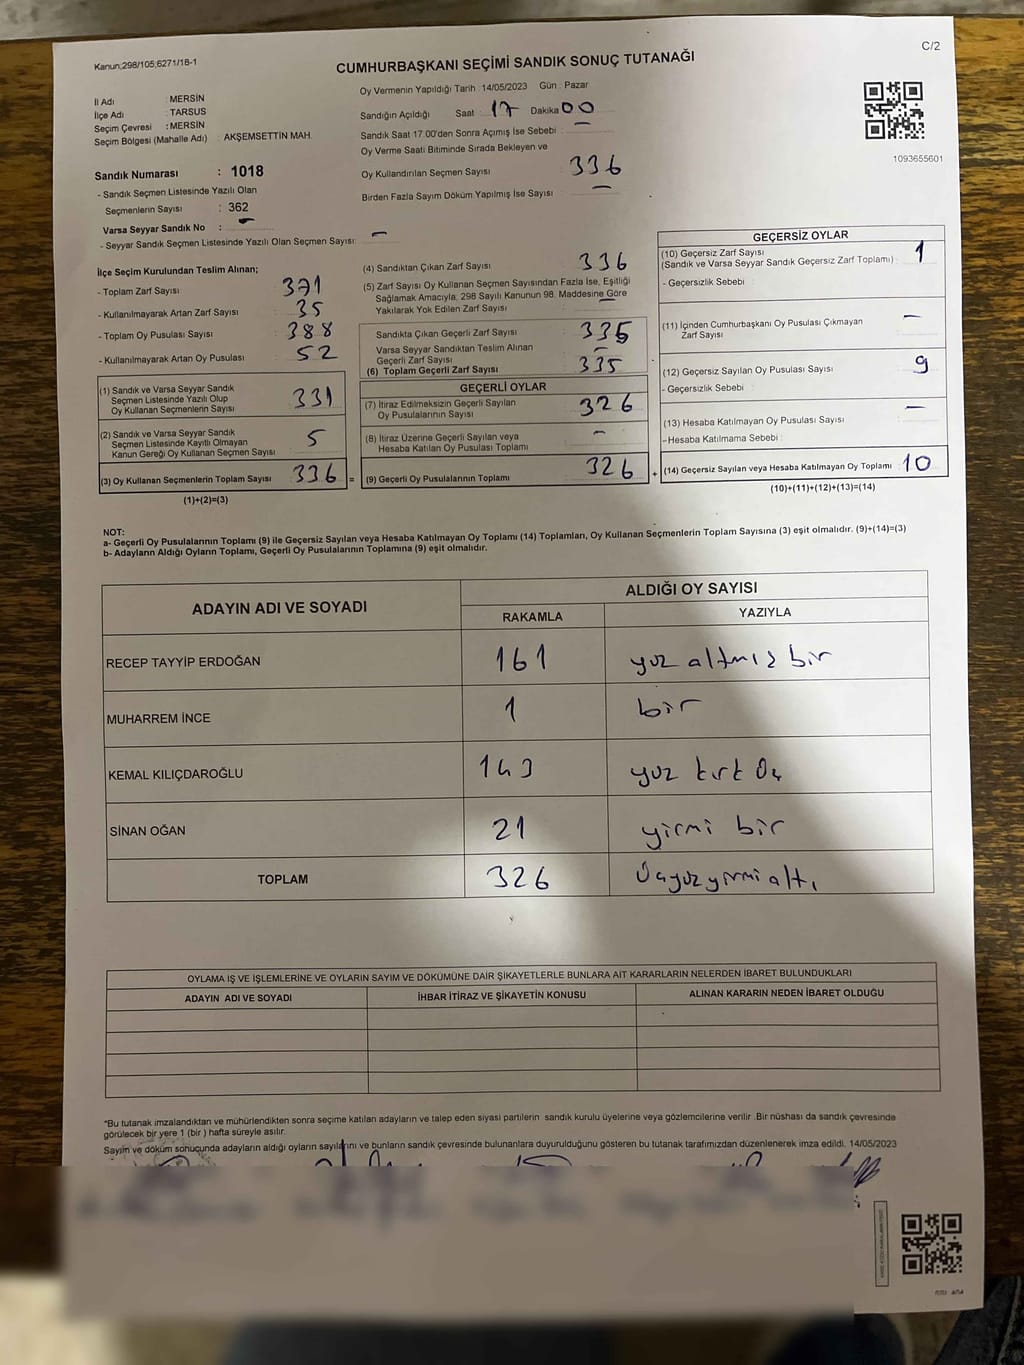 C/2
Kanun;298/105;6271/18-1
CUMHURBAŞKANI SEÇİMİ SANDIK SONUÇ TUTANAĞI
İl Adı : MERSİN
İlçe Adı : TARSUS
Seçim Çevresi : MERSİN
Seçim Bölgesi (Mahalle Adı) : AKŞEMSETTİN MAH.
Sandık Numarası : 1018
- Sandık Seçmen Listesinde Yazılı Olan
Seçmenlerin Sayısı : 362
Varsa Seyyar Sandık No : -
- Seyyar Sandık Seçmen Listesinde Yazılı Olan Seçmen Sayısı: -
Oy Vermenin Yapıldığı Tarih :14/05/2023 Gün : Pazar
Sandığın Açıldığı Saat : 17 Dakika 00
Sandık Saat 17.00'den Sonra Açımış İse Sebebi : -
Oy Verme Saati Bitiminde Sırada Bekleyen ve
Oy Kullandırılan Seçmen Sayısı : 336
Birden Fazla Sayım Döküm Yapılmış İse Sayısı : -
1093655601
İlçe Seçim Kurulundan Teslim Alınan;
- Toplam Zarf Sayısı : 371
- Kullanılmayarak Artan Zarf Sayısı : 35
- Toplam Oy Pusulası Sayısı : 388
- Kullanılmayarak Artan Oy Pusulası : 52
(1) Sandık ve Varsa Seyyar Sandık
Seçmen Listesinde Yazılı Olup
Oy Kullanan Seçmenlerin Sayısı : 331
(2) Sandık ve Varsa Seyyar Sandık
Seçmen Listesinde Kayıtlı Olmayan
Kanun Gereği Oy Kullanan Seçmen Sayısı : 5
(3) Oy Kullanan Seçmenlerin Toplam Sayısı : 336 =
(1)+(2)=(3)
(4) Sandıktan Çıkan Zarf Sayısı : 336
(5) Zarf Sayısı Oy Kullanan Seçmen Sayısından Fazla İse, Eşitliği
Sağlamak Amacıyla, 298 Sayılı Kanunun 98. Maddesine Göre
Yakılarak Yok Edilen Zarf Sayısı : -
Sandıkta Çıkan Geçerli Zarf Sayısı : 335
Varsa Seyyar Sandıktan Teslim Alınan
Geçerli Zarf Sayısı : -
(6) Toplam Geçerli Zarf Sayısı : 335
GEÇERLİ OYLAR
(7) İtiraz Edilmeksizin Geçerli Sayılan
Oy Pusulalarının Sayısı : 326
(8) İtiraz Üzerine Geçerli Sayılan veya
Hesaba Katılan Oy Pusulası Toplamı : -
(9) Geçerli Oy Pusulalarının Toplamı : 326 +
GEÇERSİZ OYLAR
(10) Geçersiz Zarf Sayısı
(Sandık ve Varsa Seyyar Sandık Geçersiz Zarf Toplamı) : 1
- Geçersizlik Sebebi :
(11) İçinden Cumhurbaşkanı Oy Pusulası Çıkmayan
Zarf Sayısı : -
(12) Geçersiz Sayılan Oy Pusulası Sayısı : 9
- Geçersizlik Sebebi :
(13) Hesaba Katılmayan Oy Pusulası Sayısı : -
- Hesaba Katılmama Sebebi :
(14) Geçersiz Sayılan veya Hesaba Katılmayan Oy Toplamı : 10
(10)+(11)+(12)+(13)=(14)
NOT:
a- Geçerli Oy Pusulalarının Toplamı (9) ile Geçersiz Sayılan veya Hesaba Katılmayan Oy Toplamı (14) Toplamları, Oy Kullanan Seçmenlerin Toplam Sayısına (3) eşit olmalıdır. (9)+(14)=(3)
b- Adayların Aldığı Oyların Toplamı, Geçerli Oy Pusulalarının Toplamına (9) eşit olmalıdır.
ADAYIN ADI VE SOYADI ALDIĞI OY SAYISI
RAKAMLA YAZIYLA
RECEP TAYYİP ERDOĞAN 161 yuz altmış bir
MUHARREM İNCE 1 bir
KEMAL KILIÇDAROĞLU 143 yuz kırk Üç
SİNAN OĞAN 21 yirmi bir
TOPLAM 326 Üçyuzyirmialtı
OYLAMA İŞ VE İŞLEMLERİNE VE OYLARIN SAYIM VE DÖKÜMÜNE DAİR ŞİKAYETLERLE BUNLARA AİT KARARLARIN NELERDEN İBARET BULUNDUKLARI
ADAYIN ADI VE SOYADI İHBAR İTİRAZ VE ŞİKAYETİN KONUSU ALINAN KARARIN NEDEN İBARET OLDUĞU
*Bu tutanak imzalandıktan ve mühürlendikten sonra seçime katılan adayların ve talep eden siyasi partilerin sandık kurulu üyelerine veya gözlemcilerine verilir .Bir nüshası da sandık çevresinde
görülecek bir yere 1 (bir ) hafta süreyle asılır.
Sayım ve döküm sonucunda adayların aldığı oyların sayılarını ve bunların sandık çevresinde bulunanlara duyurulduğunu gösteren bu tutanak tarafımızdan düzenlenerek imza edildi. 14/05/2023